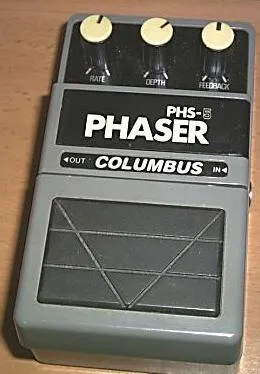 RATE DEPTH FEEDBACK
PHS-5
PHASER
◄OUT COLUMBUS IN◄